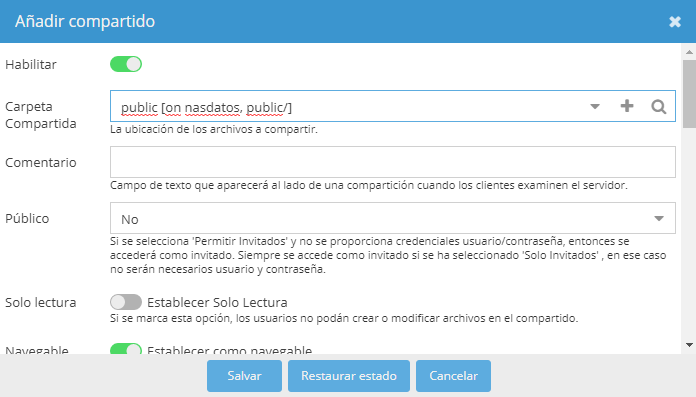 Añadir compartido
Habilitar
Carpeta
Compartida
public [on nasdatos, public/]
La ubicación de los archivos a compartir.
Comentario
Campo de texto que aparecerá al lado de una compartición cuando los clientes examinen el servidor.
Público
No
Si se selecciona 'Permitir Invitados' y no se proporciona credenciales usuario/contraseña, entonces se
accederá como invitado. Siempre se accede como invitado si se ha seleccionado 'Solo Invitados' , en ese caso
no serán necesarios usuario y contraseña.
Solo lectura
Establecer Solo Lectura
Si se marca esta opción, los usuarios no podán crear o modificar archivos en el compartido.
Navegable
Establecer como navegable
Salvar
Restaurar estado
Cancelar